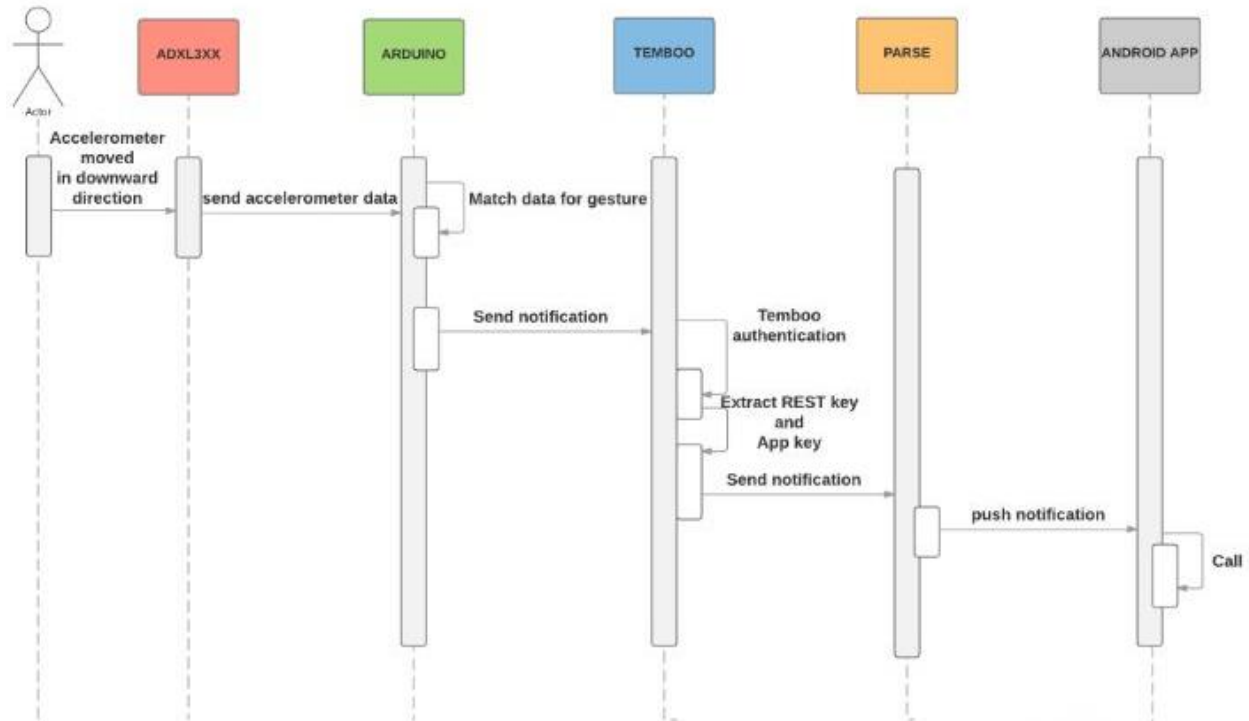 ADXL3XX
ARDUINO
TEMBOO
PARSE
ANDROID APP
Actor
Accelerometer
moved
in downward
direction
send accelerometer data
Match data for gesture
Send notification
Temboo
authentication
Extract REST key
and
App key
Send notification
push notification
Call